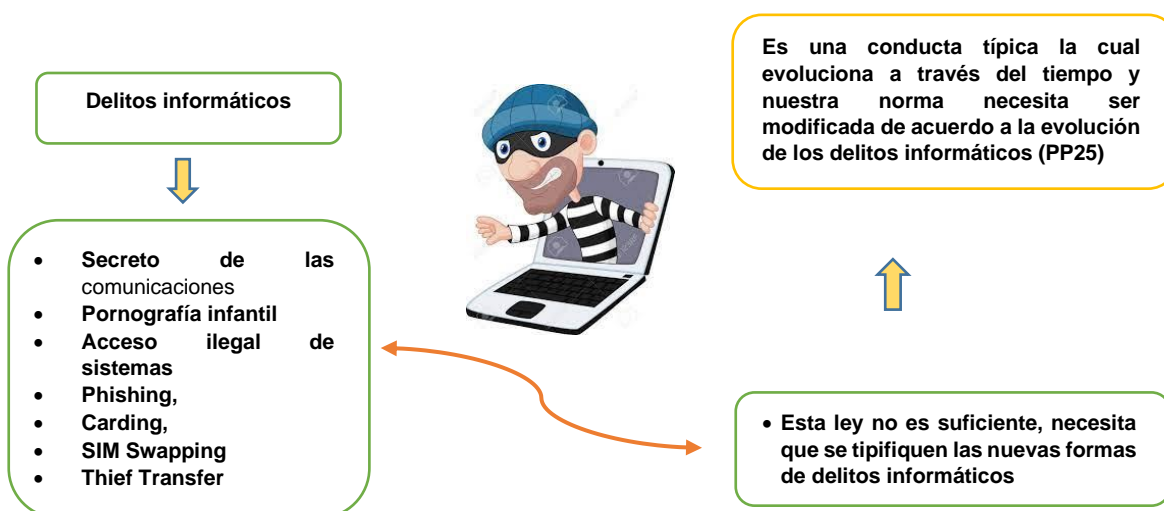 Delitos informáticos
• Secreto de las
comunicaciones
• Pornografía infantil
• Acceso ilegal de
sistemas
• Phishing,
• Carding,
• SIM Swapping
• Thief Transfer
Es una conducta típica la cual
evoluciona a través del tiempo y
nuestra norma necesita ser
modificada de acuerdo a la evolución
de los delitos informáticos (PP25)
• Esta ley no es suficiente, necesita
que se tipifiquen las nuevas formas
de delitos informáticos